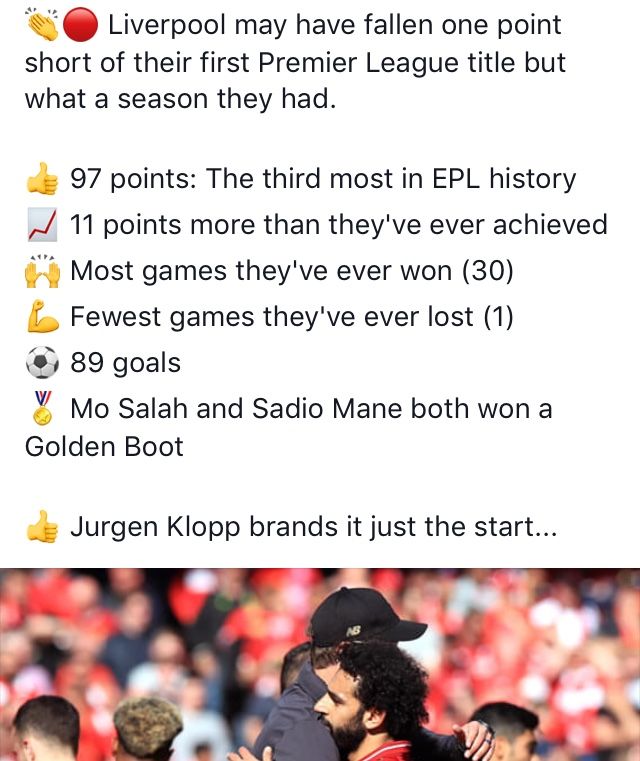 👏🔴 Liverpool may have fallen one point
short of their first Premier League title but
what a season they had.
👍 97 points: The third most in EPL history
📈 11 points more than they've ever achieved
🙌 Most games they've ever won (30)
💪 Fewest games they've ever lost (1)
⚽ 89 goals
🏅 Mo Salah and Sadio Mane both won a
Golden Boot
👍 Jurgen Klopp brands it just the start...
NB